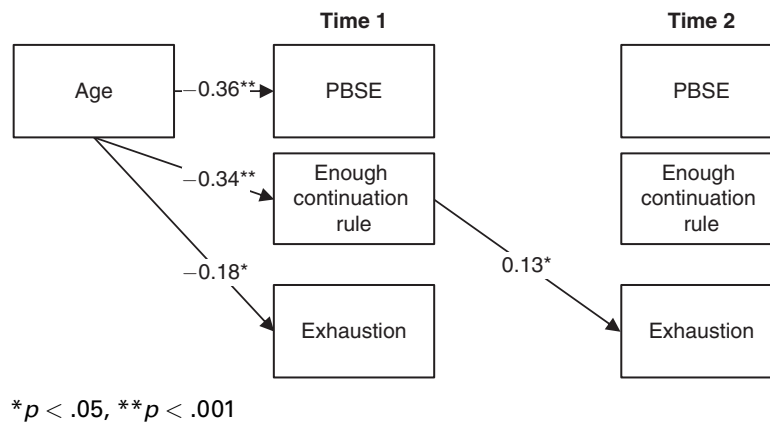 Time 1
Time 2
Age
−0.36**
PBSE
PBSE
−0.34**
Enough
continuation
rule
Enough
continuation
rule
−0.18*
0.13*
Exhaustion
Exhaustion
*p < .05, **p < .001